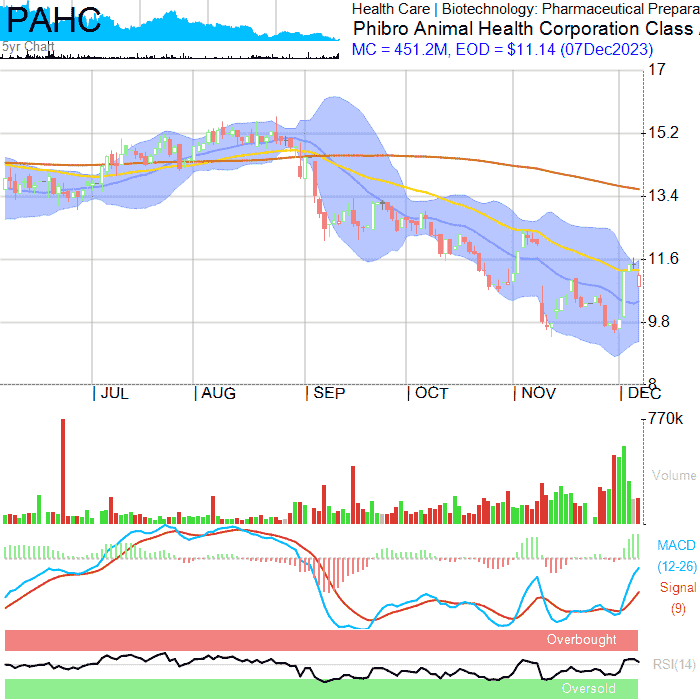 PAHC
5yr Chart
Health Care | Biotechnology: Pharmaceutical Prepara
Phibro Animal Health Corporation Class
MC = 451.2M, EOD = $11.14 (07Dec2023)
17
15.2
13.4
11.6
9.8
8
JUL AUG SEP OCT NOV DEC
770k
Volume
MACD
(12-26)
Signal
(9)
Overbought
RSI(14)
Oversold